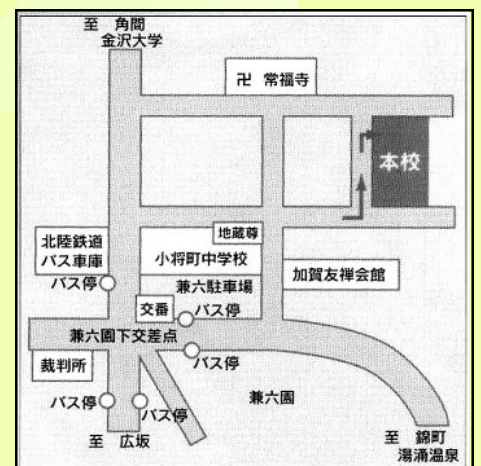 至 角間
金沢大学
卍 常福寺
本校
地蔵尊
北陸鉄道
バス車庫
バス停
小将町中学校
兼六駐車場
加賀友禅会館
交番
バス停
兼六園下交差点
バス停
裁判所
兼六園
バス停
バス停
至 広坂
至 錦町
湯涌温泉